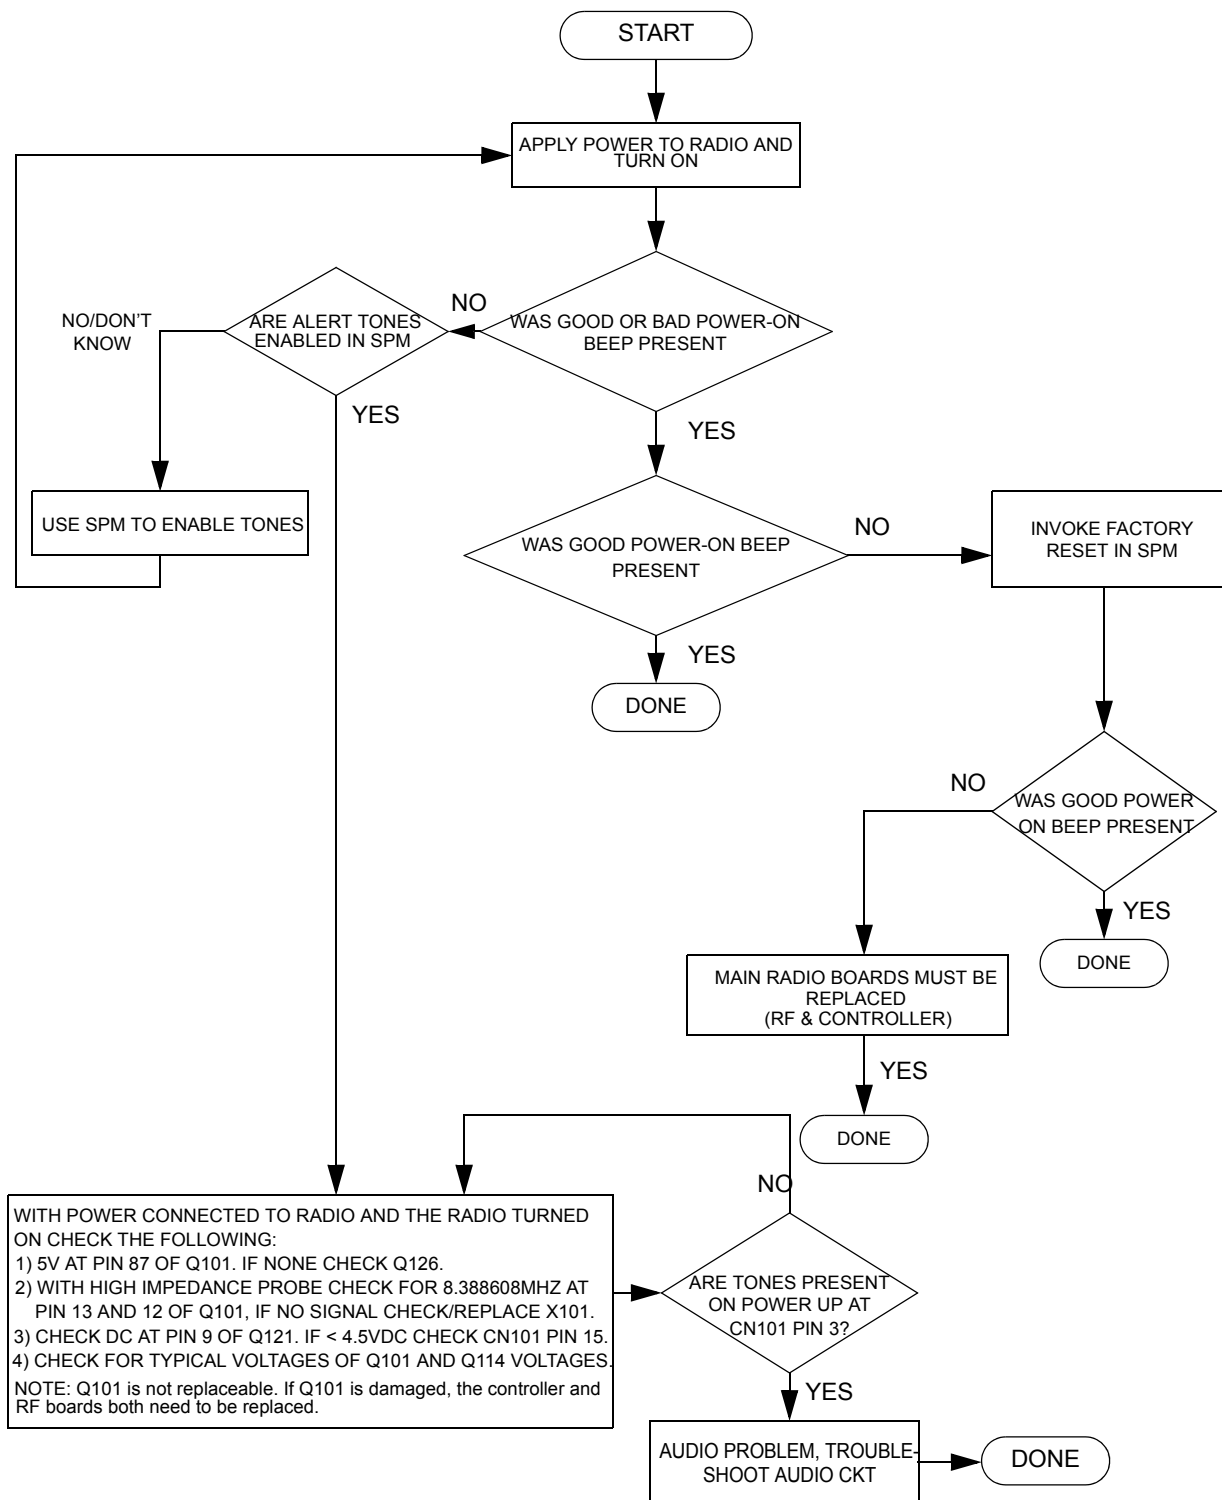 START
APPLY POWER TO RADIO AND
TURN ON
WAS GOOD OR BAD POWER-ON
BEEP PRESENT
NO
ARE ALERT TONES
ENABLED IN SPM
NO/DON'T
KNOW
YES
USE SPM TO ENABLE TONES
YES
WAS GOOD POWER-ON BEEP
PRESENT
NO
INVOKE FACTORY
RESET IN SPM
YES
DONE
WAS GOOD POWER
ON BEEP PRESENT
NO
YES
DONE
MAIN RADIO BOARDS MUST BE
REPLACED
(RF & CONTROLLER)
YES
DONE
WITH POWER CONNECTED TO RADIO AND THE RADIO TURNED
ON CHECK THE FOLLOWING:
1) 5V AT PIN 87 OF Q101. IF NONE CHECK Q126.
2) WITH HIGH IMPEDANCE PROBE CHECK FOR 8.388608MHZ AT
PIN 13 AND 12 OF Q101, IF NO SIGNAL CHECK/REPLACE X101.
3) CHECK DC AT PIN 9 OF Q121. IF < 4.5VDC CHECK CN101 PIN 15.
4) CHECK FOR TYPICAL VOLTAGES OF Q101 AND Q114 VOLTAGES.
NOTE: Q101 is not replaceable. If Q101 is damaged, the controller and
RF boards both need to be replaced.
NO
ARE TONES PRESENT
ON POWER UP AT
CN101 PIN 3?
YES
AUDIO PROBLEM, TROUBLE-
SHOOT AUDIO CKT
DONE